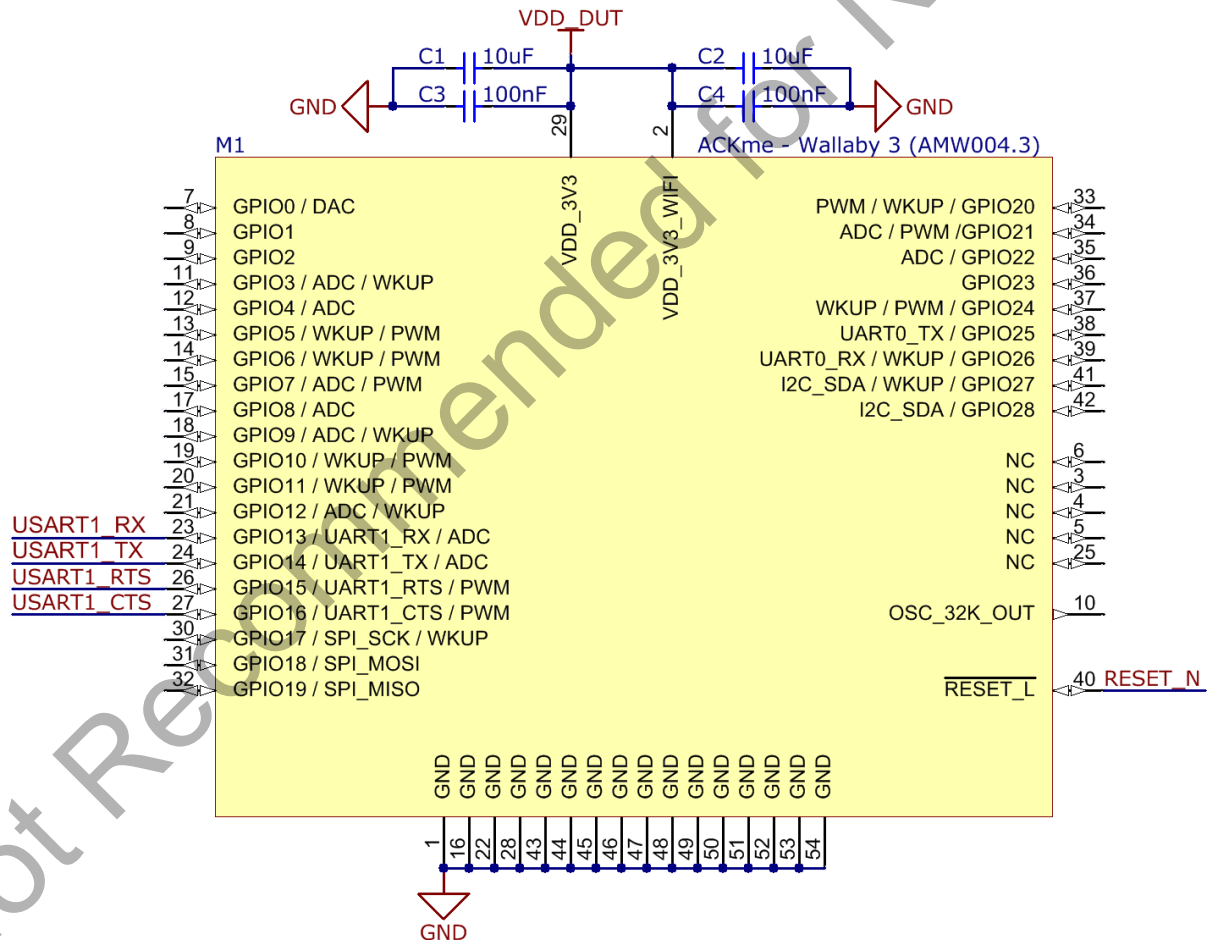 VDD_DUT
C1 10uF C2 10uF
C3 100nF C4 100nF
GND GND
29 2
M1 ACKme - Wallaby 3 (AMW004.3)
VDD_3V3 VDD_3V3_WIFI
7 GPIO0 / DAC PWM / WKUP / GPIO20 33
8 GPIO1 ADC / PWM /GPIO21 34
9 GPIO2 ADC / GPIO22 35
11 GPIO3 / ADC / WKUP GPIO23 36
12 GPIO4 / ADC WKUP / PWM / GPIO24 37
13 GPIO5 / WKUP / PWM UART0_TX / GPIO25 38
14 GPIO6 / WKUP / PWM UART0_RX / WKUP / GPIO26 39
15 GPIO7 / ADC / PWM I2C_SDA / WKUP / GPIO27 41
17 GPIO8 / ADC I2C_SDA / GPIO28 42
18 GPIO9 / ADC / WKUP
19 GPIO10 / WKUP / PWM NC 6
20 GPIO11 / WKUP / PWM NC 3
21 GPIO12 / ADC / WKUP NC 4
USART1_RX 23 GPIO13 / UART1_RX / ADC NC 5
USART1_TX 24 GPIO14 / UART1_TX / ADC NC 25
USART1_RTS 26 GPIO15 / UART1_RTS / PWM
USART1_CTS 27 GPIO16 / UART1_CTS / PWM OSC_32K_OUT 10
30 GPIO17 / SPI_SCK / WKUP
31 GPIO18 / SPI_MOSI
32 GPIO19 / SPI_MISO RESET_L 40 RESET_N
GND GND GND GND GND GND GND GND GND GND GND GND GND GND GND GND
1 16 22 28 43 44 45 46 47 48 49 50 51 52 53 54
GND
ot Recommended for